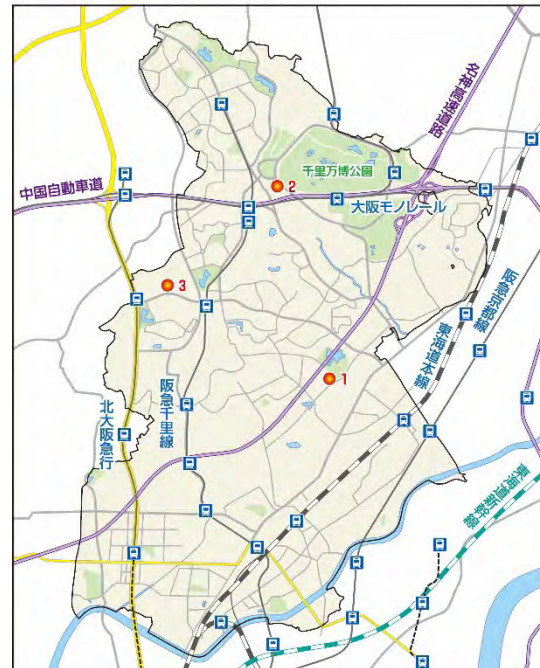 名神高速道路
千里万博公園
2
中国自動車道
大阪モノレール
3
阪急京都線
東海道本線
1
阪急千里線
北大阪急行
東海道新幹線